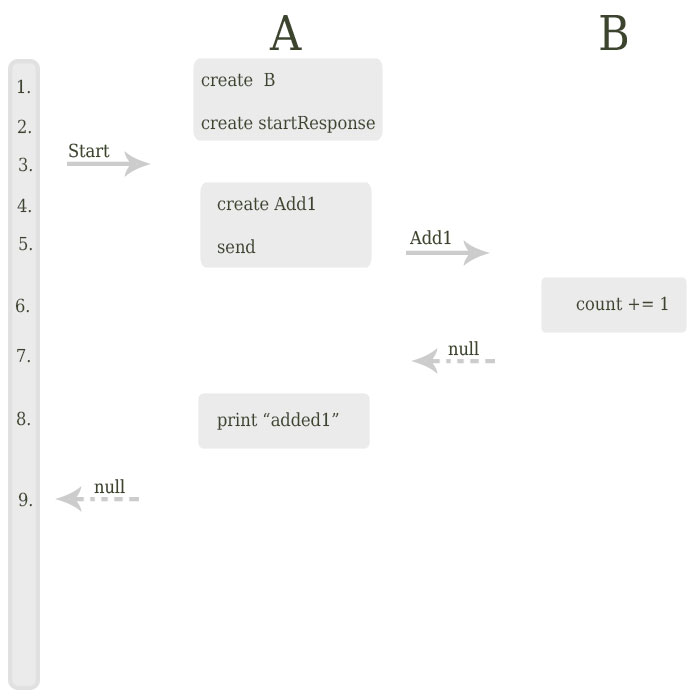 A B
1. create B
2. create startResponse
3. Start
4. create Add1
5. send Add1
6. count += 1
7. null
8. print “added1”
9. null